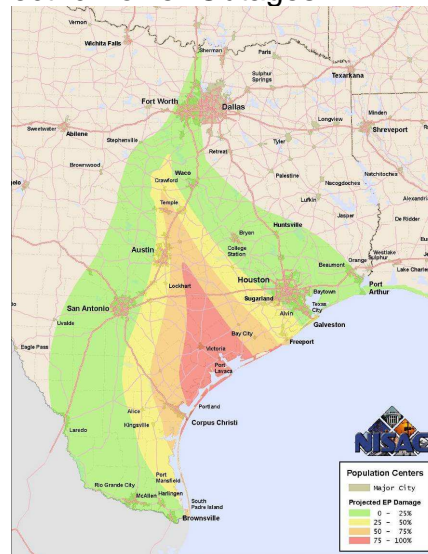 Vernon
Wichita Falls
Sherman
Paris
Sulphur
Springs
Texarkana
Fort Worth
Dallas
Longview
Minden
Sweetwater
Abilene
Stephenville
Tyler
Shreveport
Brownwood
Retreat
Palestine
Natchitoches
Nacogdoches
Waco
Crawford
Lufkin
Temple
Jasper
De Ridder
Huntsville
Bryan
College
Station
Austin
Beaumont
Orange
Westlake
Sulphur
Lake Charles
Houston
Port
Arthur
San Antonio
Lockhart
Sugarland
Baytown
Texas
City
Uvalde
Alvin
Galveston
Eagle Pass
Bay City
Freeport
Victoria
Port
Lavaca
Portland
Alice
Corpus Christi
Kingsville
Laredo
Port
Mansfield
Rio Grande City
Harlingen
McAllen
South
Padre Island
Brownsville
NISAC
Population Centers
Major City
Projected EP Damage
0 - 25%
25 - 50%
50 - 75%
75 - 100%